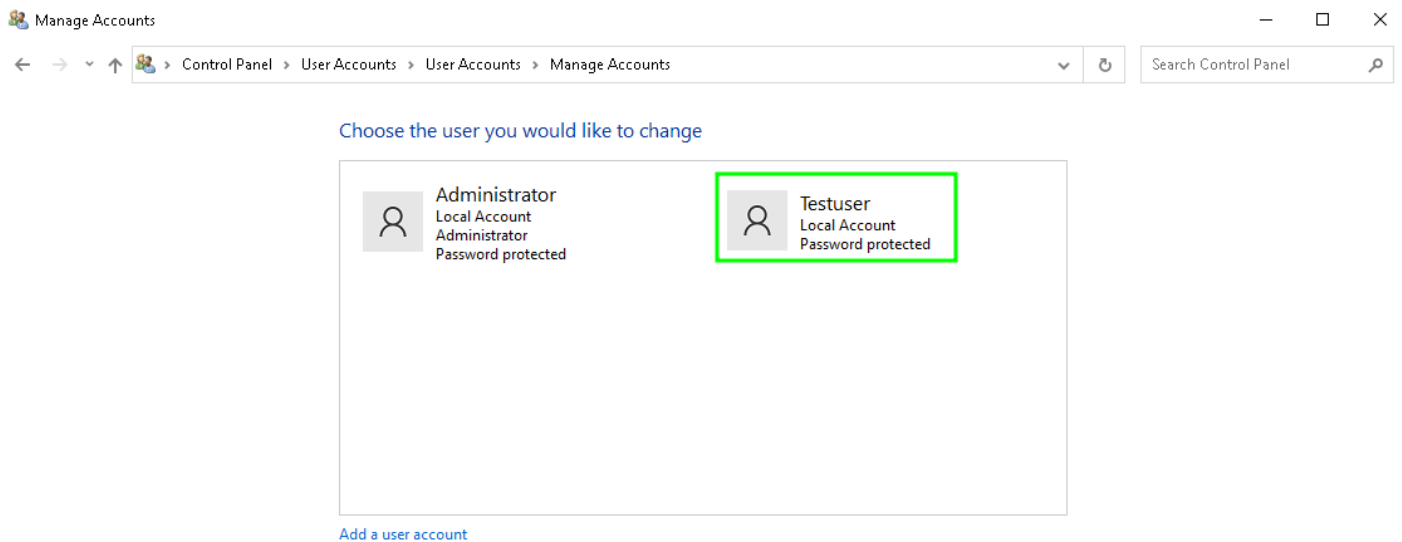 Manage Accounts
Control Panel > User Accounts > User Accounts > Manage Accounts
Search Control Panel
Choose the user you would like to change
Administrator
Local Account
Administrator
Password protected
Testuser
Local Account
Password protected
Add a user account